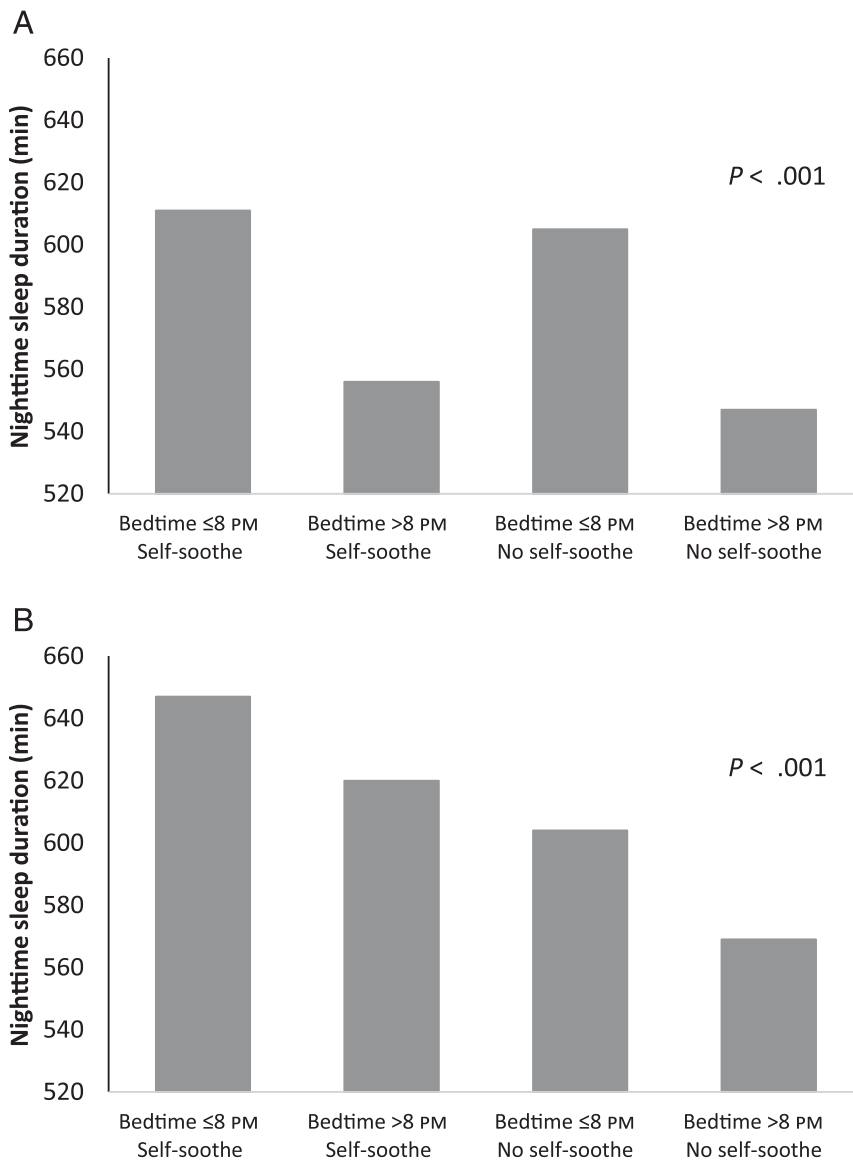 A
Nighttime sleep duration (min)
660
640
620
600
580
560
540
520
P < .001
Bedtime ≤8 PM
Self-soothe
Bedtime >8 PM
Self-soothe
Bedtime ≤8 PM
No self-soothe
Bedtime >8 PM
No self-soothe
B
Nighttime sleep duration (min)
660
640
620
600
580
560
540
520
P < .001
Bedtime ≤8 PM
Self-soothe
Bedtime >8 PM
Self-soothe
Bedtime ≤8 PM
No self-soothe
Bedtime >8 PM
No self-soothe